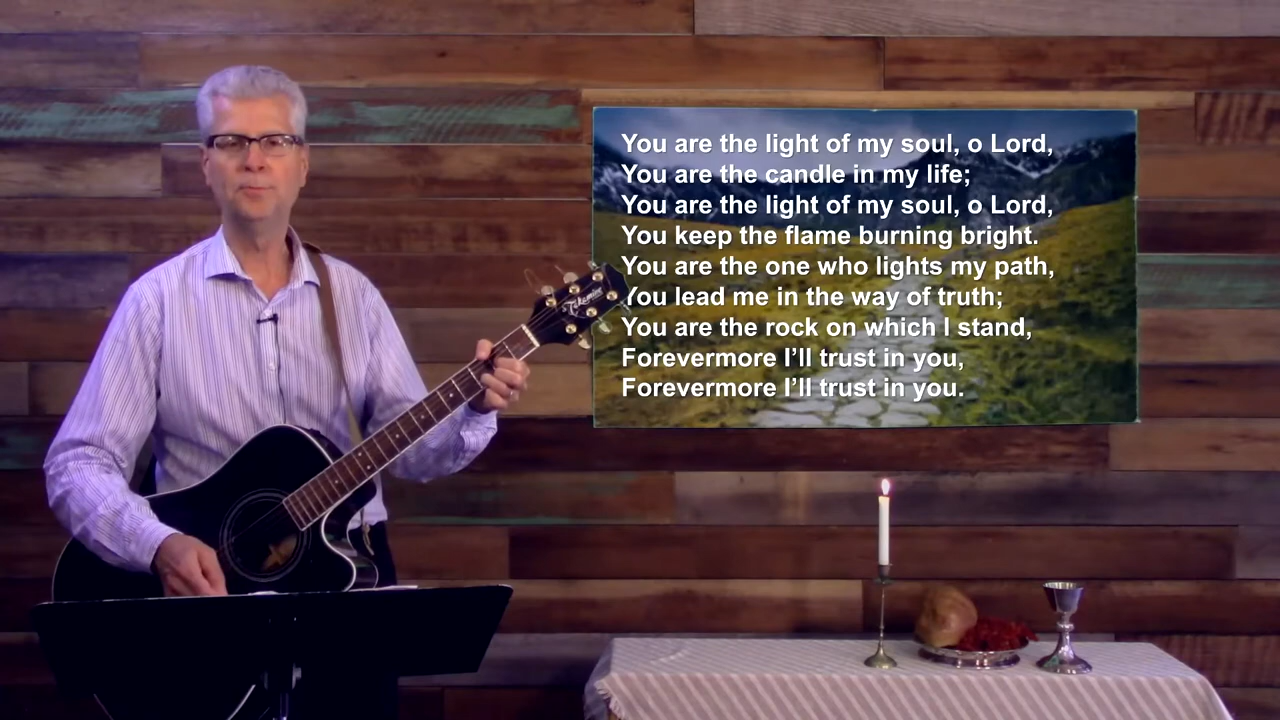 You are the light of my soul, o Lord,
You are the candle in my life;
You are the light of my soul, o Lord,
You keep the flame burning bright.
You are the one who lights my path,
You lead me in the way of truth;
You are the rock on which I stand,
Forevermore I’ll trust in you,
Forevermore I’ll trust in you.
Takamine